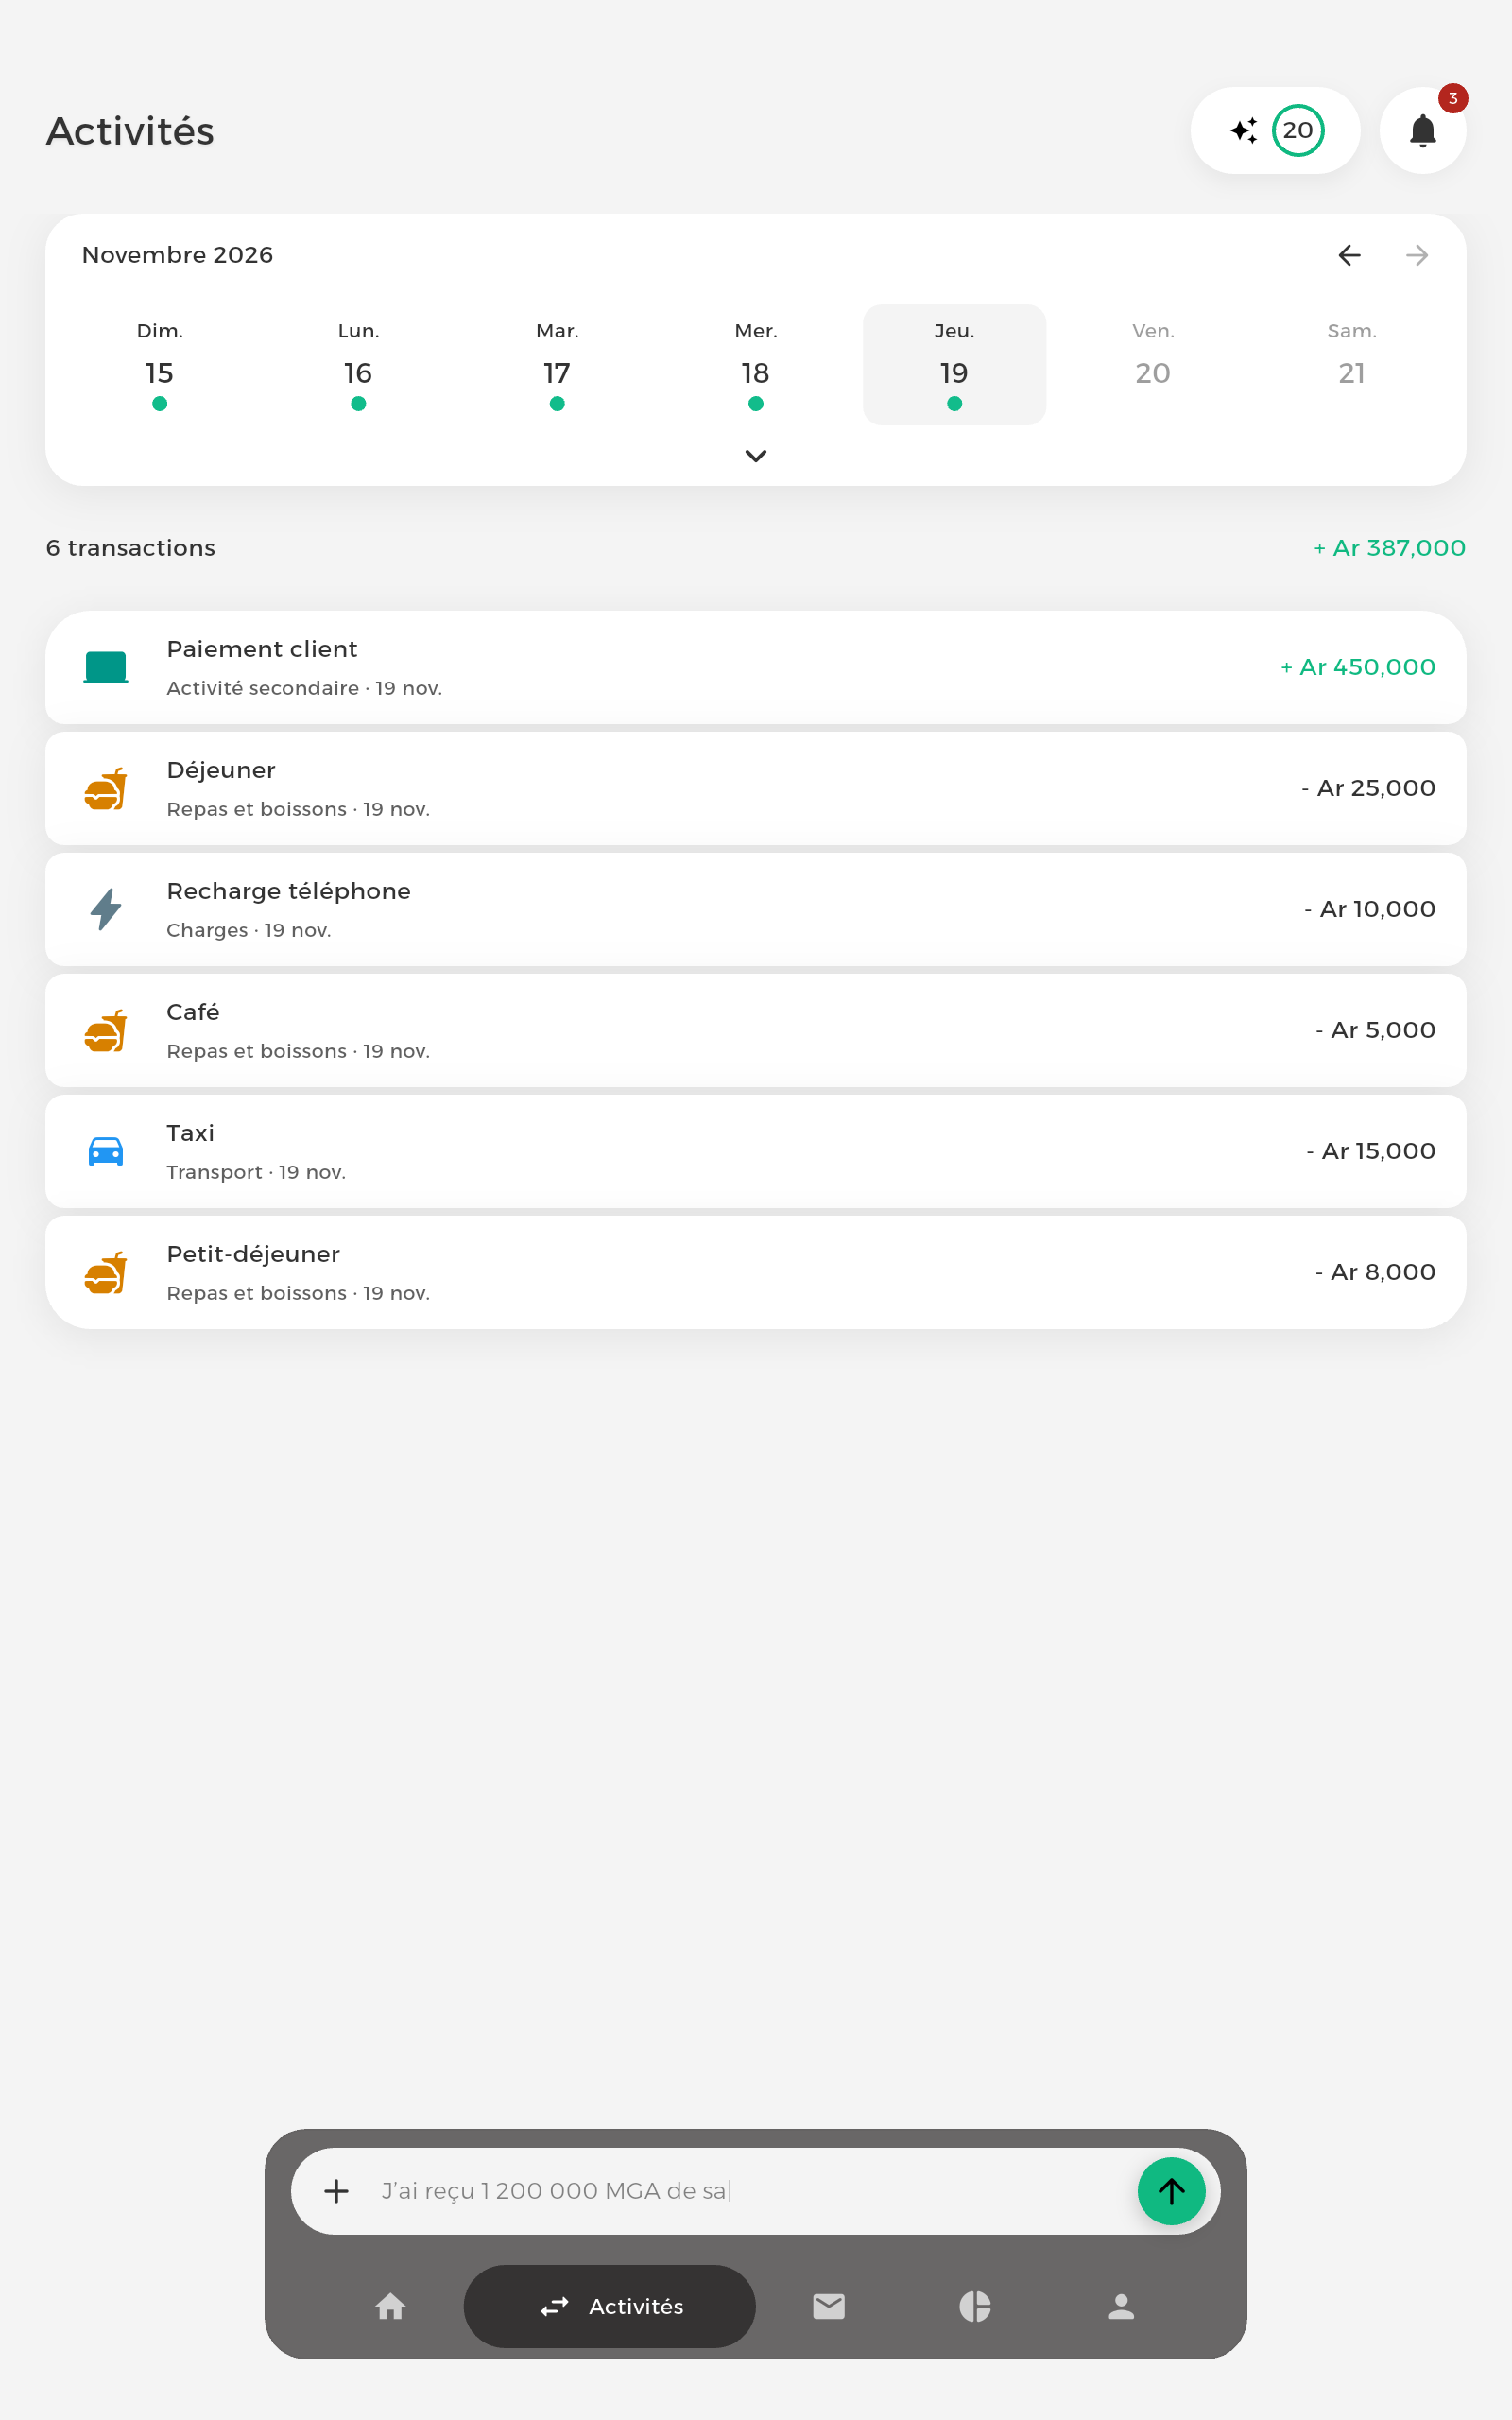 Activités
20
3
Novembre 2026
Dim. Lun. Mar. Mer. Jeu. Ven. Sam.
15 16 17 18 19 20 21
6 transactions + Ar 387,000
Paiement client
Activité secondaire · 19 nov.
+ Ar 450,000
Déjeuner
Repas et boissons · 19 nov.
- Ar 25,000
Recharge téléphone
Charges · 19 nov.
- Ar 10,000
Café
Repas et boissons · 19 nov.
- Ar 5,000
Taxi
Transport · 19 nov.
- Ar 15,000
Petit-déjeuner
Repas et boissons · 19 nov.
- Ar 8,000
J'ai reçu 1 200 000 MGA de sa|
Activités